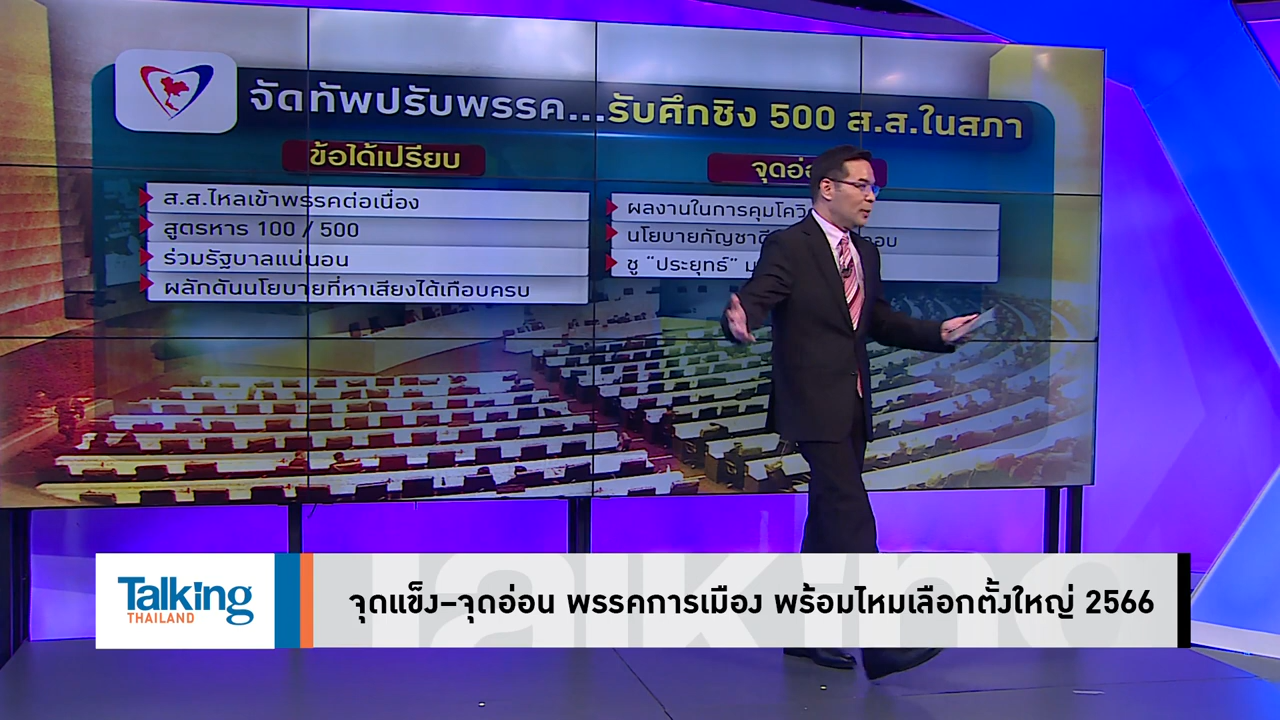 จัดทัพปรับพรรค...รับศึกชิง 500 ส.ส.ในสภา
ข้อได้เปรียบ
ส.ส.ไหลเข้าพรรคต่อเนื่อง
สูตรหาร 100 / 500
ร่วมรัฐบาลแน่นอน
ผลักดันนโยบายที่หาเสียงได้เกือบครบ
ผลงานในการคุม
นโยบายกัญชา
ชู "ประยุทธ์"
Talking
THAILAND
จุดแข็ง-จุดอ่อน พรรคการเมือง พร้อมไหมเลือกตั้งใหญ่ 2566